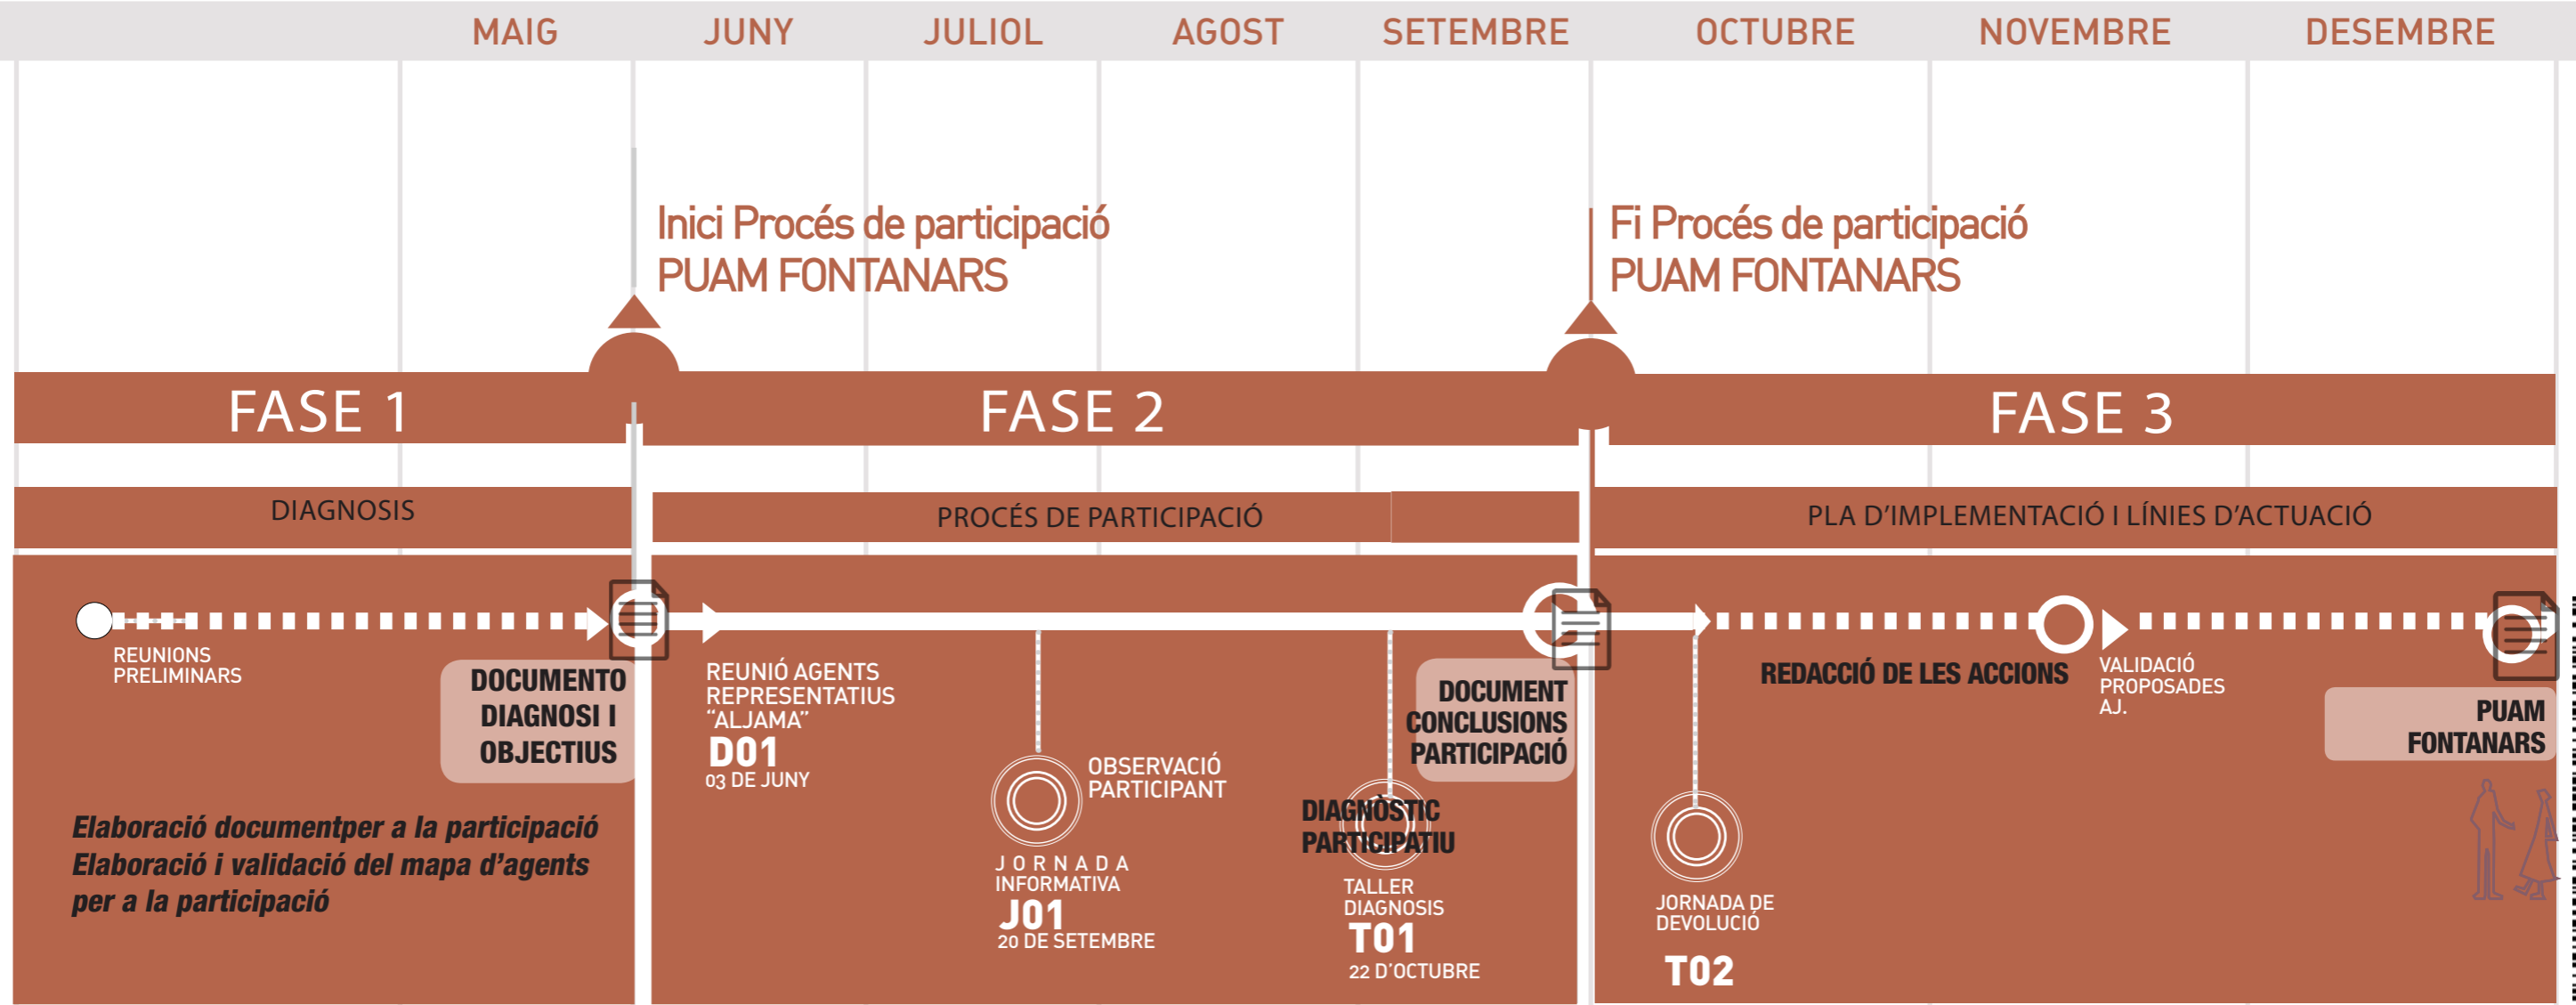 MAIG JUNY JULIOL AGOST SETEMBRE OCTUBRE NOVEMBRE DESEMBRE
Inici Procés de participació
PUAM FONTANARS
Fi Procés de participació
PUAM FONTANARS
FASE 1
FASE 2
FASE 3
DIAGNOSIS
PROCÉS DE PARTICIPACIÓ
PLA D'IMPLEMENTACIÓ I LÍNIES D'ACTUACIÓ
REUNIONS
PRELIMINARS
DOCUMENTO
DIAGNOSI I
OBJECTIUS
Elaboració documentper a la participació
Elaboració i validació del mapa d'agents
per a la participació
REUNIÓ AGENTS
REPRESENTATIUS
“ALJAMA”
D01
03 DE JUNY
OBSERVACIÓ
PARTICIPANT
JORNADA
INFORMATIVA
J01
20 DE SETEMBRE
DOCUMENT
CONCLUSIONS
PARTICIPACIÓ
DIAGNÒSTIC
PARTICIPATIU
TALLER
DIAGNOSIS
T01
22 D'OCTUBRE
JORNADA DE
DEVOLUCIÓ
T02
REDACCIÓ DE LES ACCIONS
VALIDACIÓ
PROPOSADES
AJ.
PUAM
FONTANARS